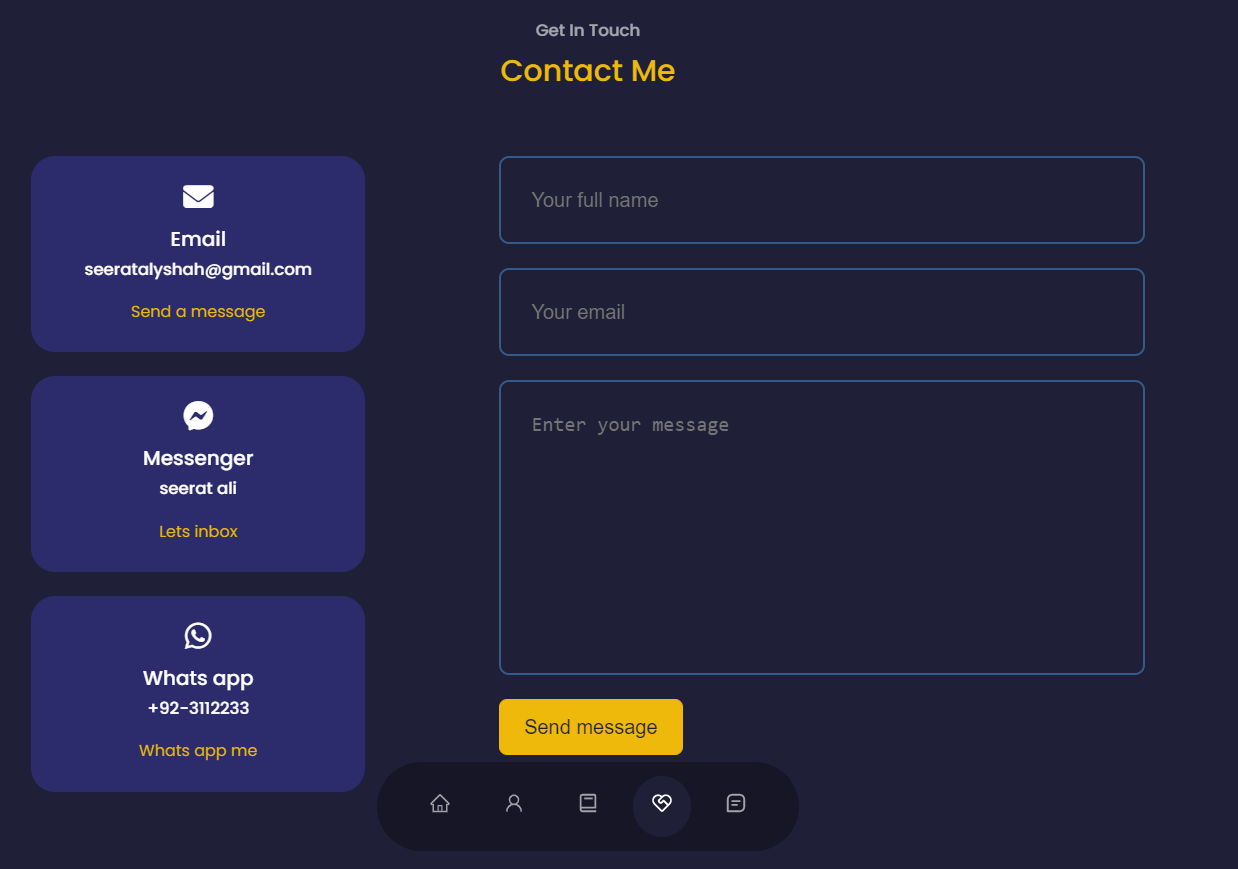 Get In Touch
Contact Me
Email
seeratalyshah@gmail.com
Send a message
Messenger
seerat ali
Lets inbox
Whats app
+92-3112233
Whats app me
Your full name
Your email
Enter your message
Send message